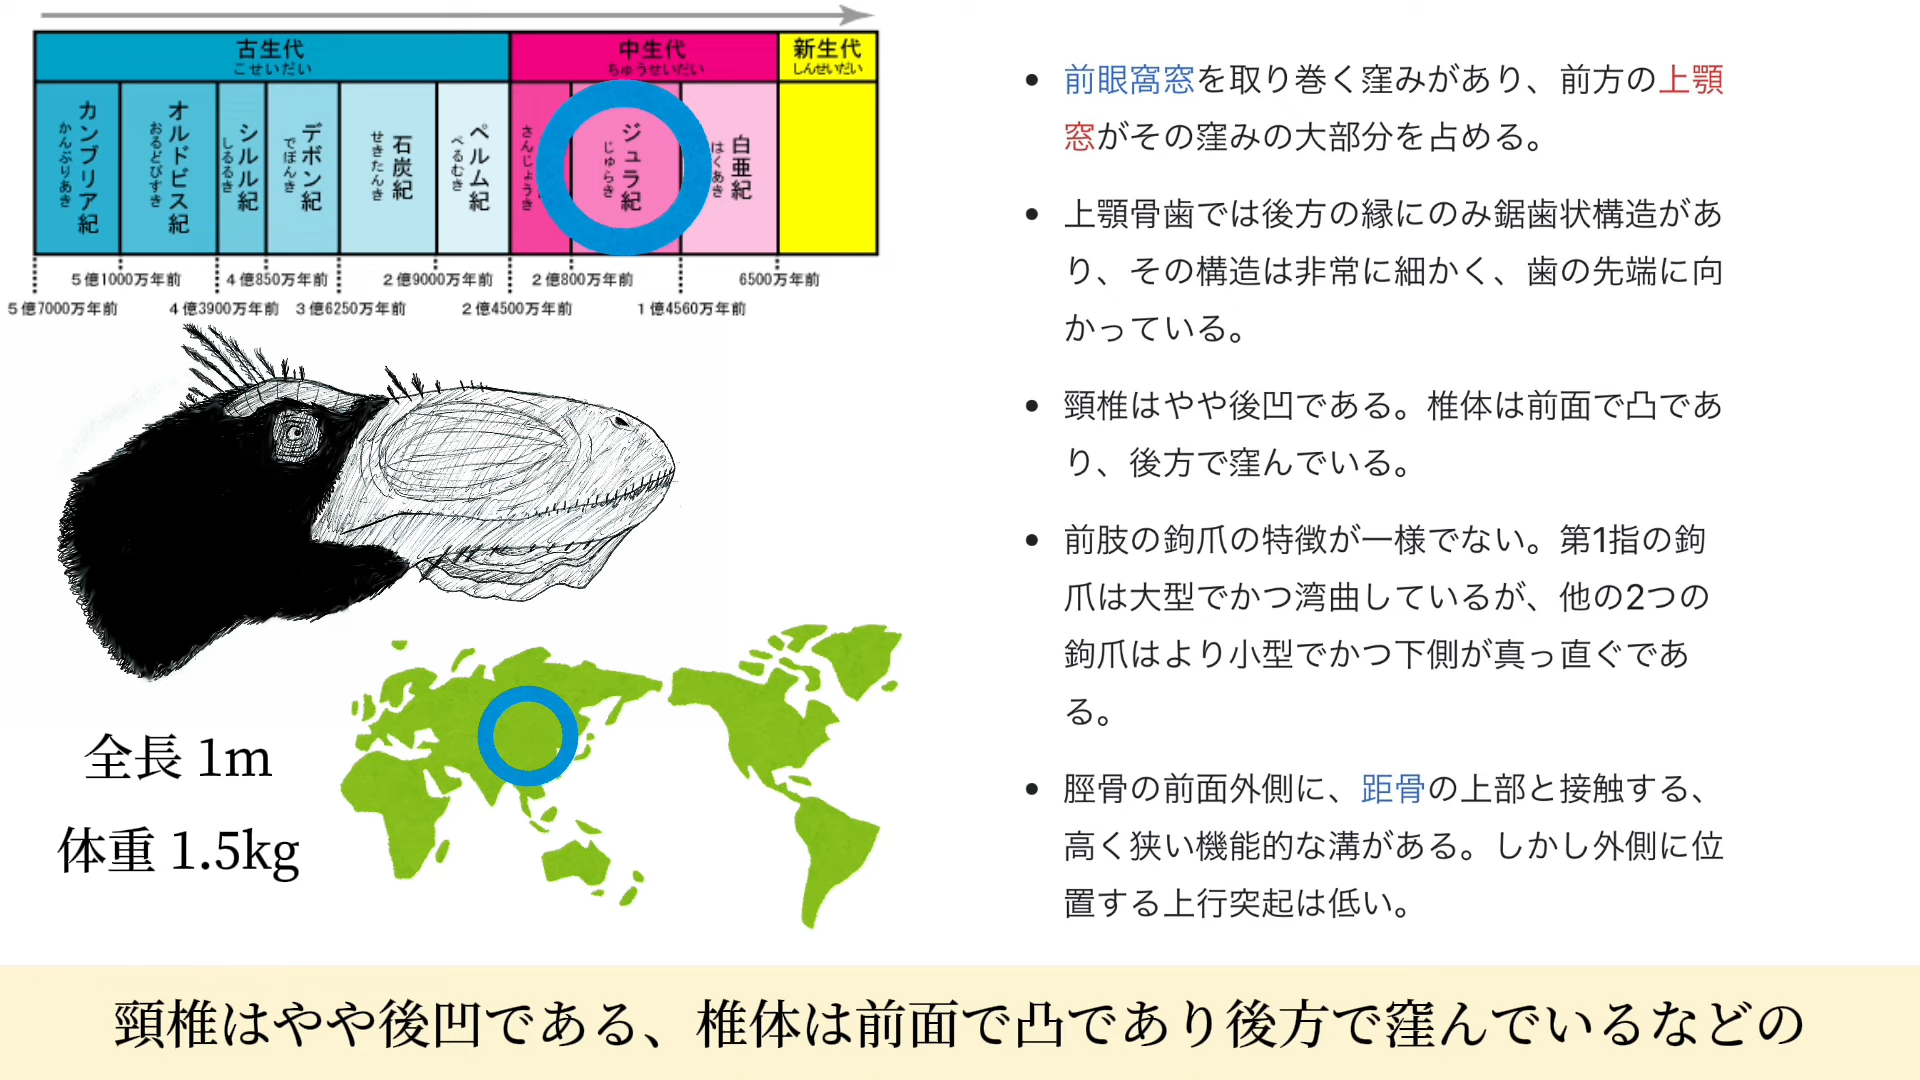 古生代
こせいだい
中生代
ちゅうせいだい
新生代
しんせいだい
カンブリア紀
かんぶりあき
オルドビス紀
おるどびすき
シルル紀
しるるき
デボン紀
でぼんき
石炭紀
せきたんき
ペルム紀
ぺるむき
さんじょうき
ジュラ紀
じゅらき
白亜紀
はくあき
5億1000万年前
4億850万年前
2億9000万年前
2億800万年前
6500万年前
5億7000万年前
4億3900万年前
3億6250万年前
2億4500万年前
1億4560万年前
全長 1m
体重 1.5kg
• 前眼窩窓を取り巻く窪みがあり、前方の上顎
窓がその窪みの大部分を占める。
• 上顎骨歯では後方の縁にのみ鋸歯状構造があ
り、その構造は非常に細かく、歯の先端に向
かっている。
• 頸椎はやや後凹である。椎体は前面で凸であ
り、後方で窪んでいる。
• 前肢の鉤爪の特徴が一様でない。第1指の鉤
爪は大型でかつ湾曲しているが、他の2つの
鉤爪はより小型でかつ下側が真っ直ぐであ
る。
• 脛骨の前面外側に、距骨の上部と接触する、
高く狭い機能的な溝がある。しかし外側に位
置する上行突起は低い。
頸椎はやや後凹である、椎体は前面で凸であり後方で窪んでいるなどの